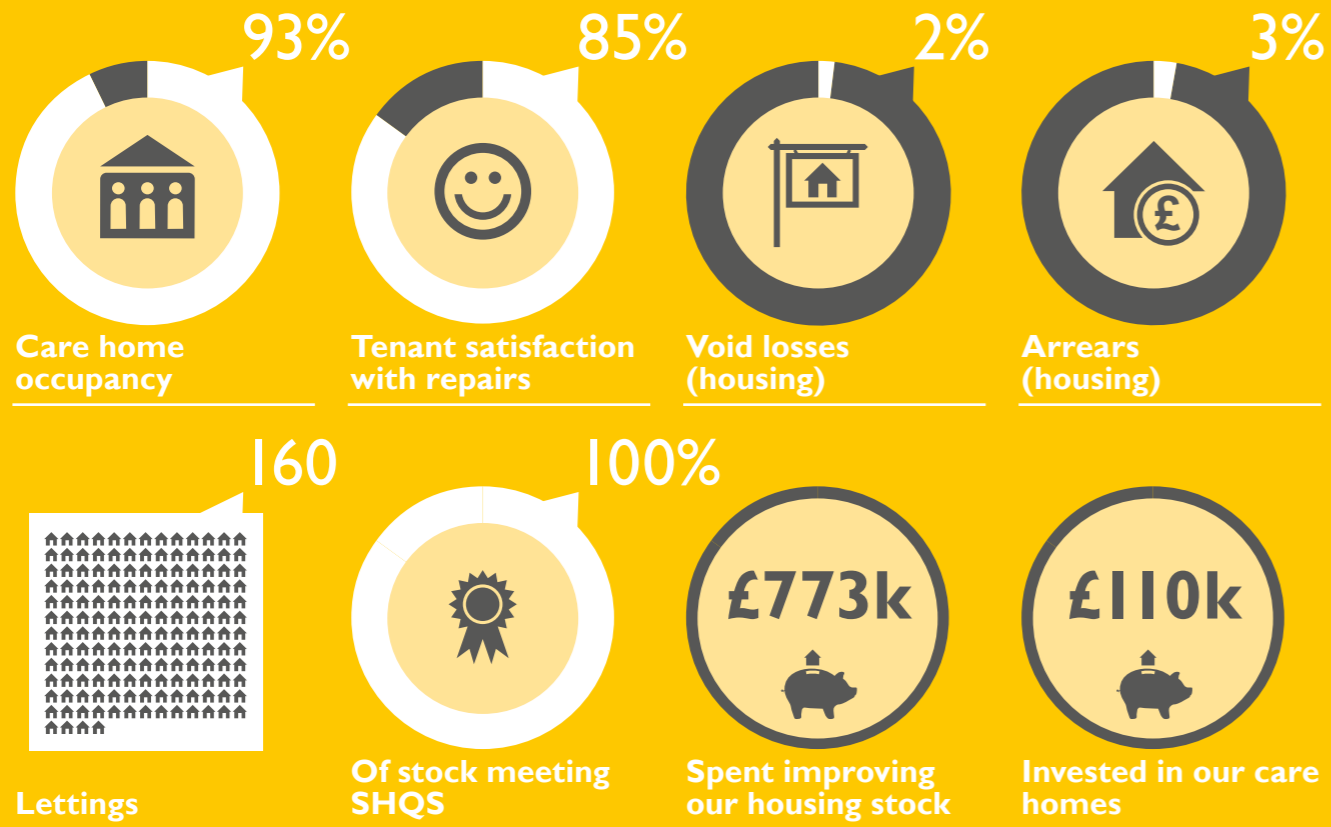 93%
Care home
occupancy
85%
Tenant satisfaction
with repairs
2%
Void losses
(housing)
3%
£
Arrears
(housing)
160
Lettings
100%
Of stock meeting
SHQS
£773k
Spent improving
our housing stock
£110k
Invested in our care
homes